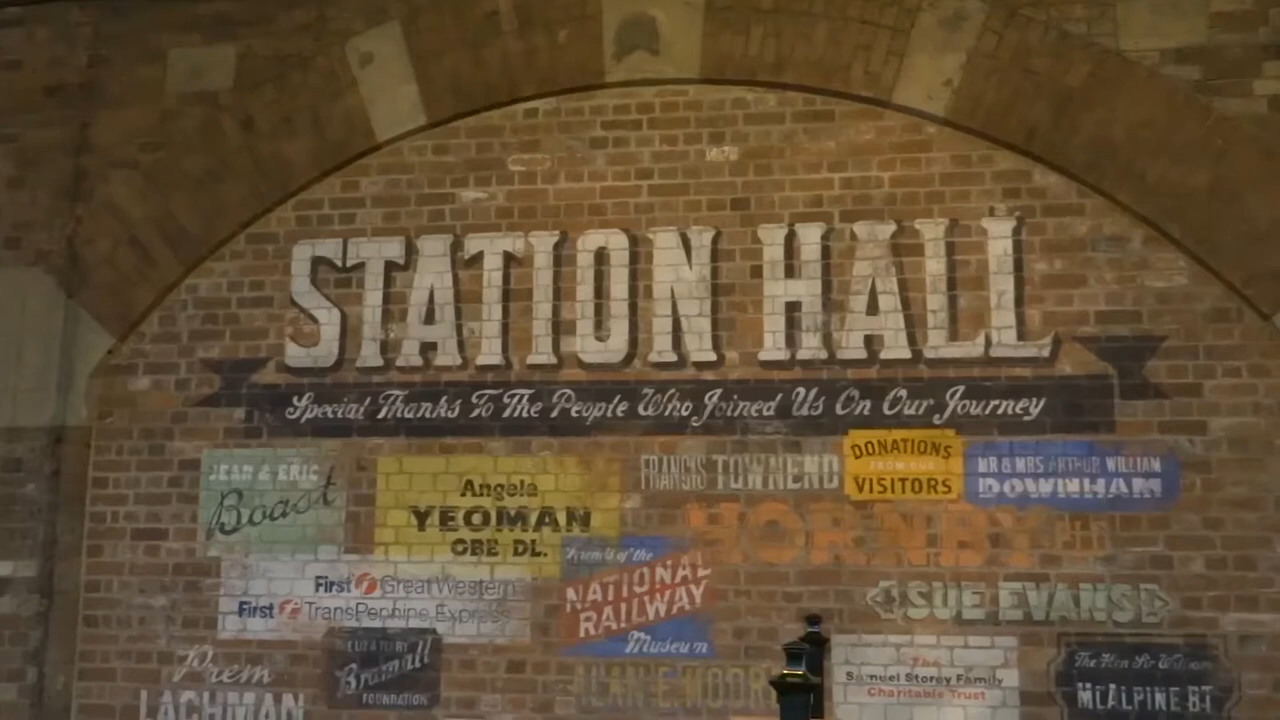 STATION HALL
Special Thanks To The People Who Joined Us On Our Journey
JEAN & ERIC
Boast
Angela
YEOMAN
OBE DL.
FRANCIS TOWNEND
DONATIONS
FROM OUR
VISITORS
MR & MRS ARTHUR WILLIAM
DOWNHAM
HORNBY
First Great Western
First TransPennine Express
Friends of the
NATIONAL
RAILWAY
Museum
SUE EVANS
Prem
LACHMAN
Bramall
FOUNDATION
The
Samuel Storey Family
Charitable Trust
The Hon Sir William
McALPINE BT